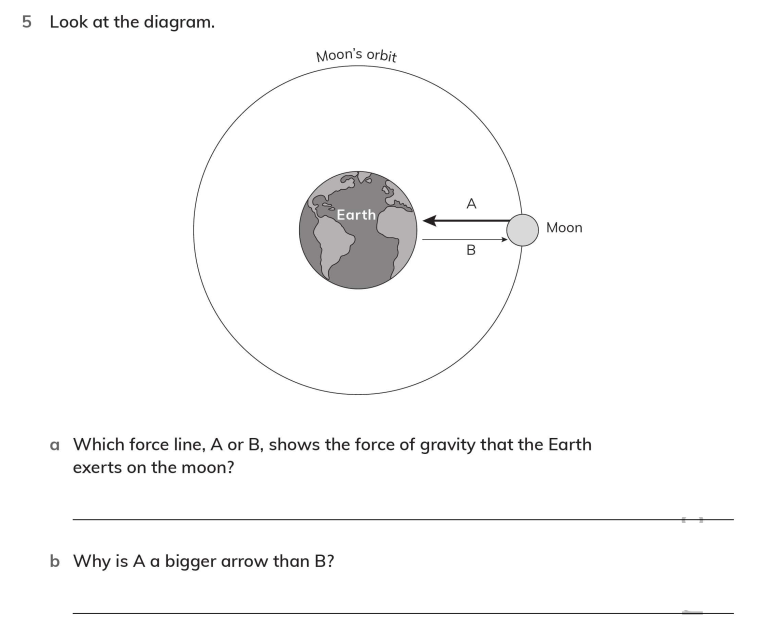 5 Look at the diagram.
Moon's orbit
Earth
A
Moon
B
a Which force line, A or B, shows the force of gravity that the Earth
exerts on the moon?
b Why is A a bigger arrow than B?